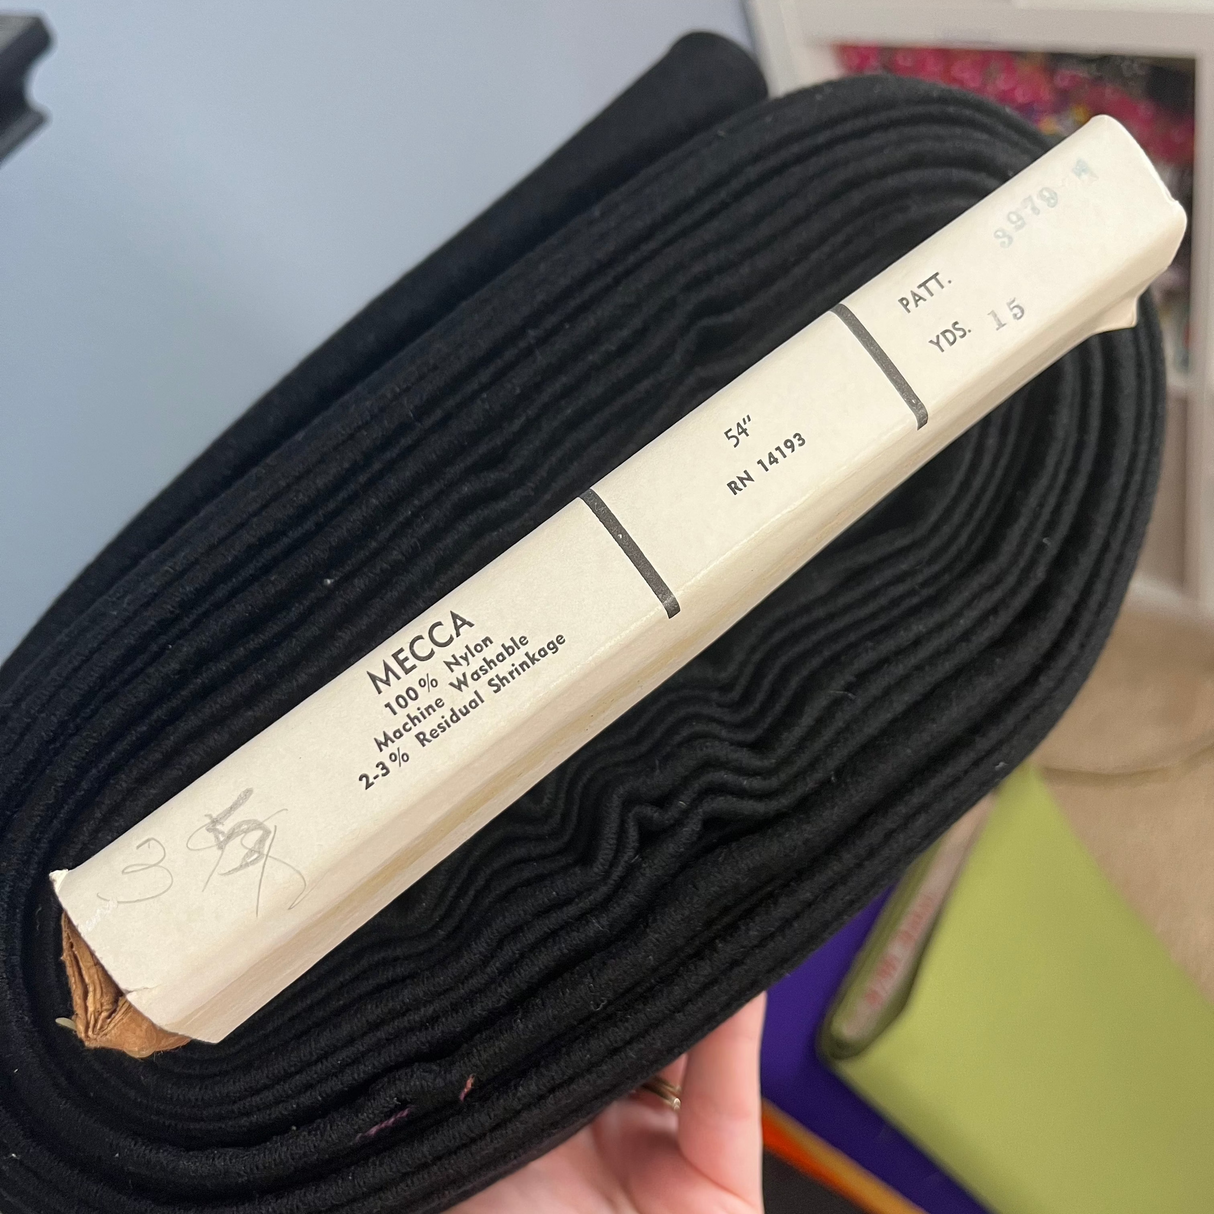 MECCA
100% Nylon
Machine Washable
2-3% Residual Shrinkage
54"
RN 14193
PATT.
YDS. 15